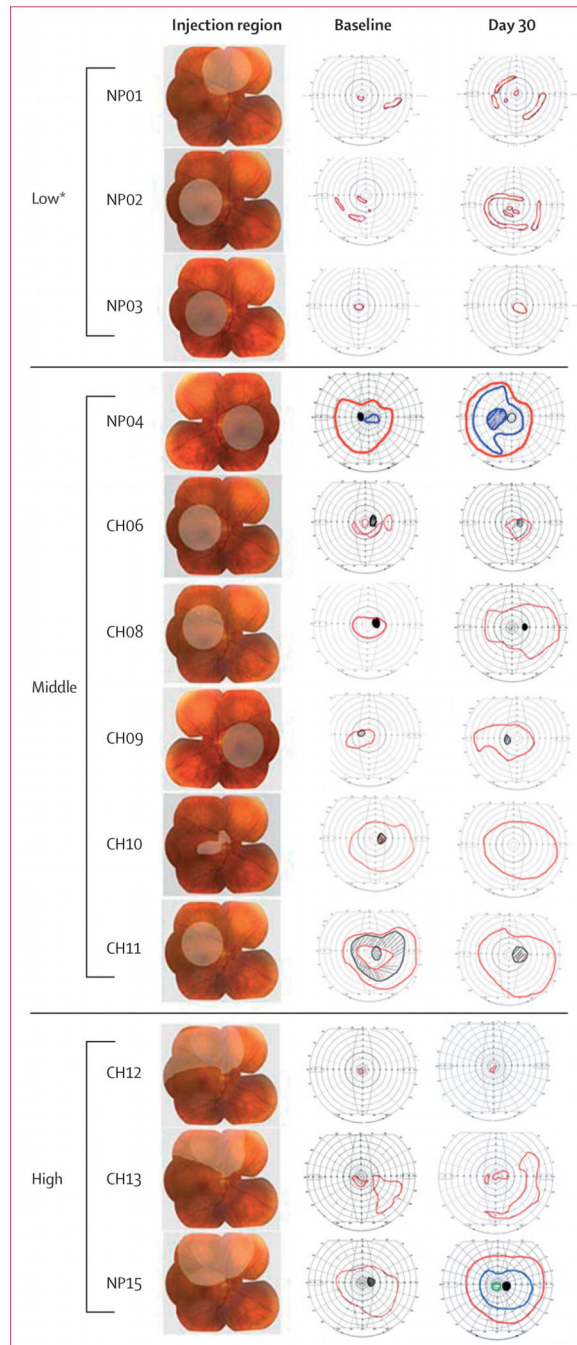 Injection region Baseline Day 30
NP01
Low* NP02
NP03
NP04
CH06
CH08
Middle
CH09
CH10
CH11
CH12
High CH13
NP15